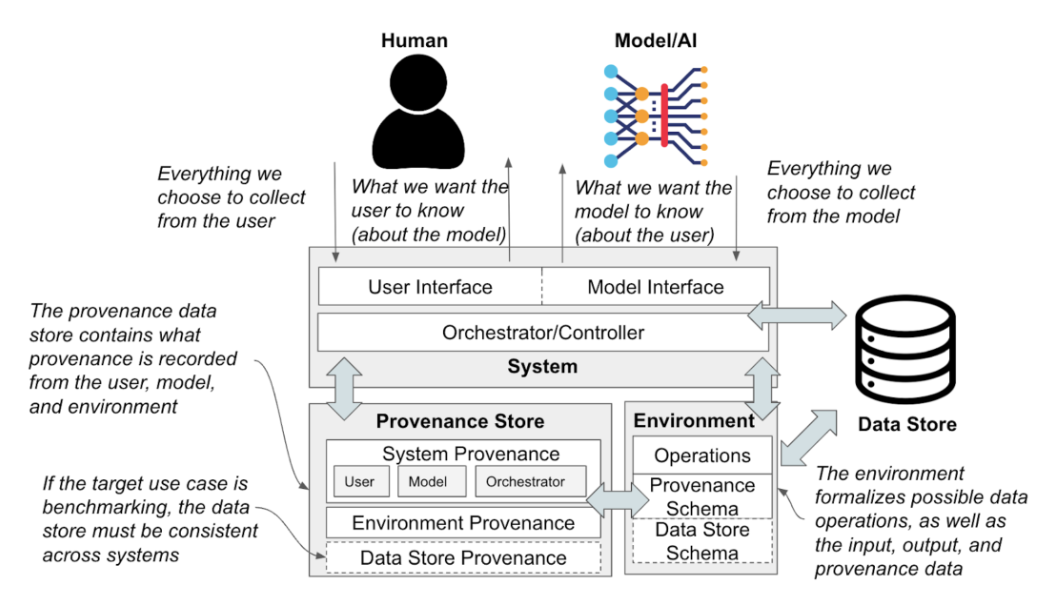 Human
Model/AI
Everything we
choose to collect
from the user
What we want the
user to know
(about the model)
What we want the
model to know
(about the user)
Everything we
choose to collect
from the model
User Interface
Model Interface
Orchestrator/Controller
System
The provenance data
store contains what
provenance is recorded
from the user, model,
and environment
Data Store
Provenance Store
System Provenance
User
Model
Orchestrator
Environment Provenance
Data Store Provenance
Environment
Operations
Provenance
Schema
Data Store
Schema
If the target use case is
benchmarking, the data
store must be consistent
across systems
The environment
formalizes possible data
operations, as well as
the input, output, and
provenance data